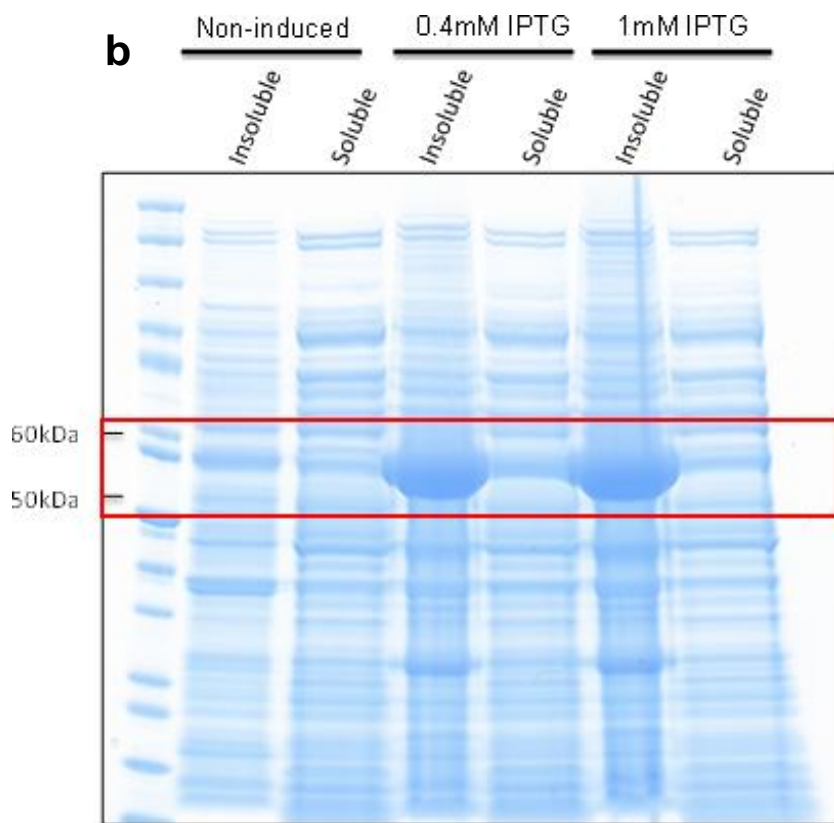 b
Non-induced 0.4mM IPTG 1mM IPTG
Insoluble Soluble Insoluble Soluble Insoluble Soluble
60kDa
50kDa